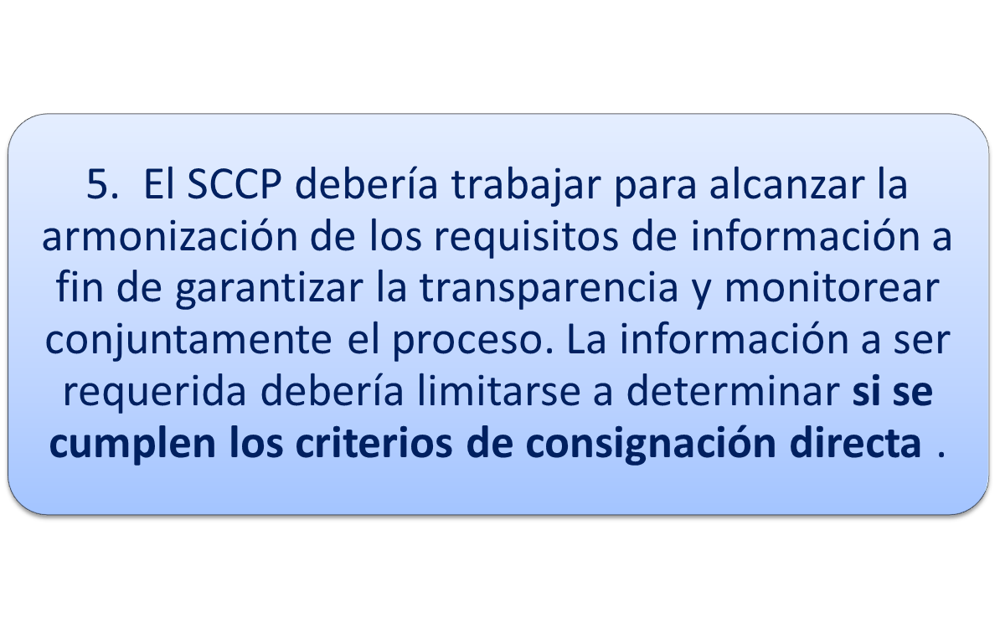 5.  El SCCP debería trabajar para alcanzar la
armonización de los requisitos de información a
fin de garantizar la transparencia y monitorear
conjuntamente el proceso. La información a ser
requerida debería limitarse a determinar si se
cumplen los criterios de consignación directa .